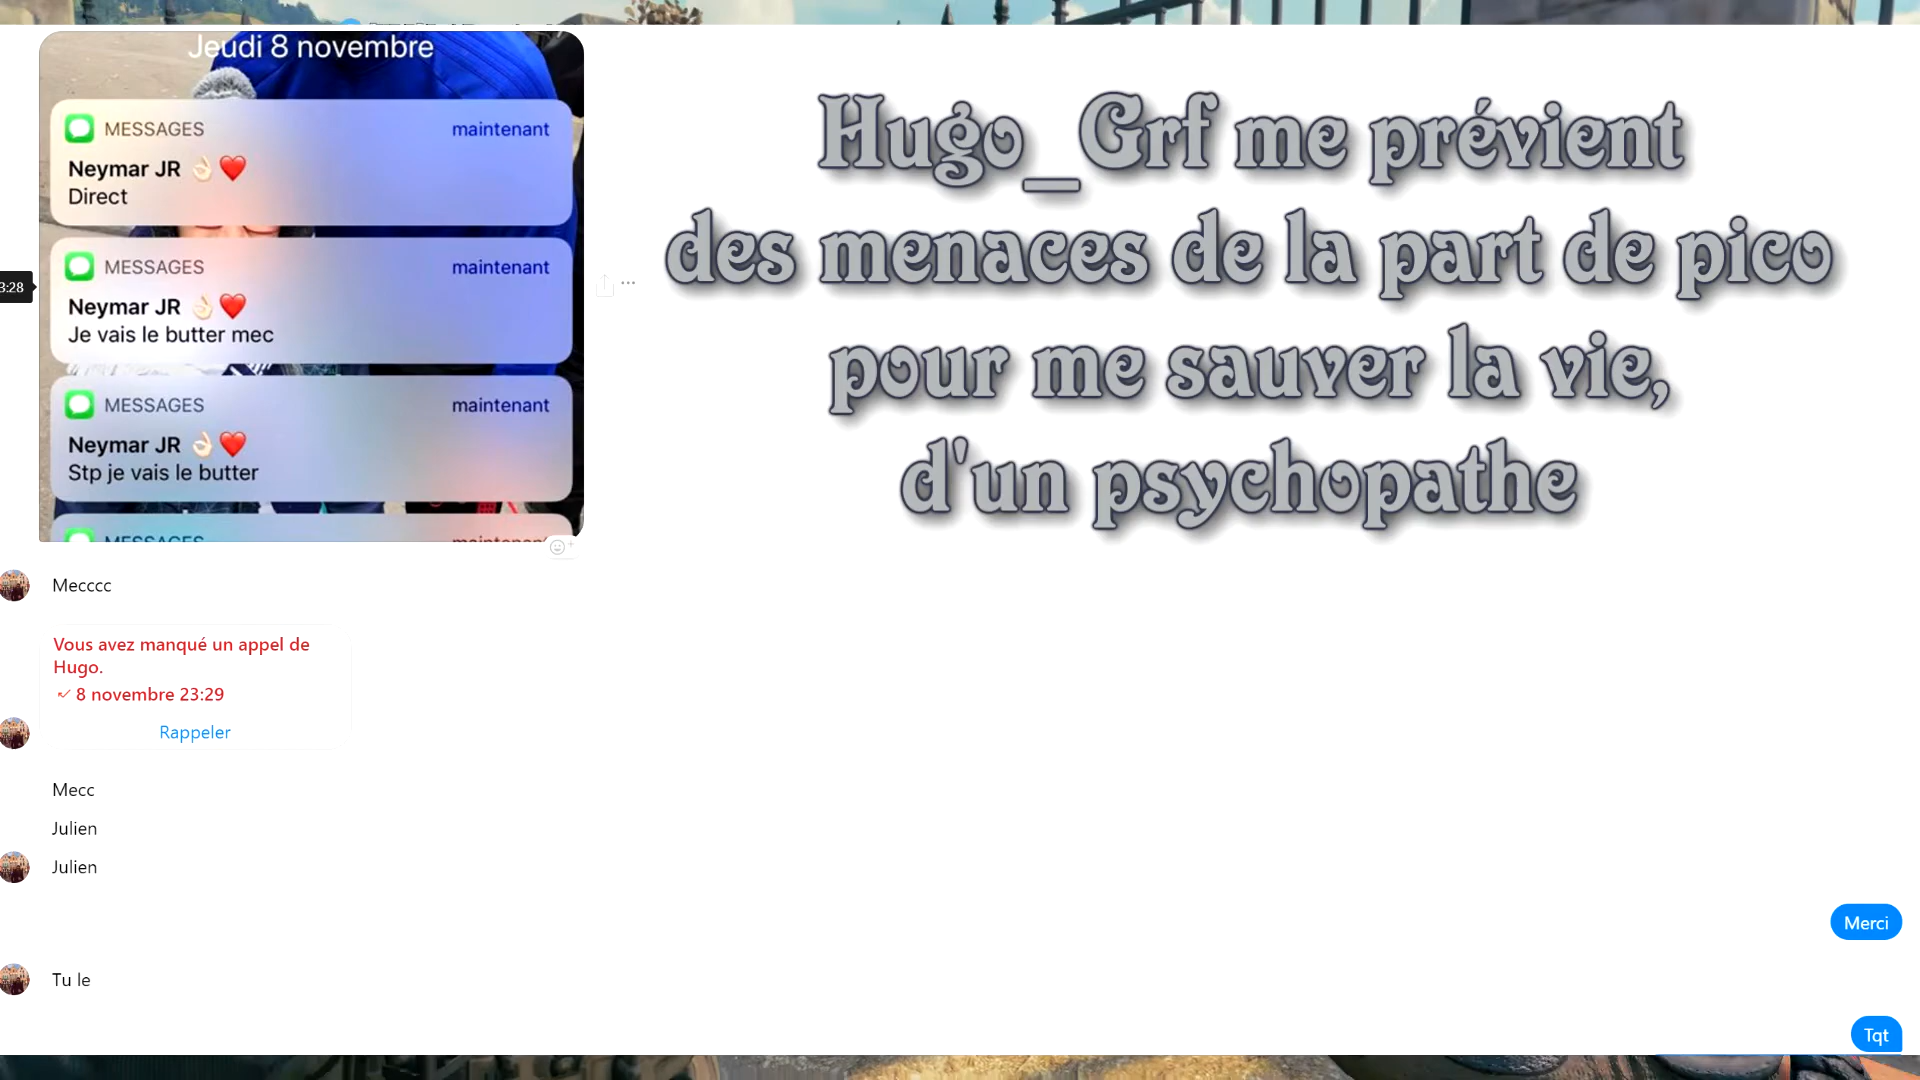 Jeudi 8 novembre
MESSAGES maintenant
Neymar JR 👌🏻❤️
Direct
MESSAGES maintenant
Neymar JR 👌🏻❤️
Je vais le butter mec
MESSAGES maintenant
Neymar JR 👌🏻❤️
Stp je vais le butter
MESSAGES maintenant
3:28
Hugo_Grf me prévient
des menaces de la part de pico
pour me sauver la vie,
d'un psychopathe
Mecccc
Vous avez manqué un appel de
Hugo.
8 novembre 23:29
Rappeler
Mecc
Julien
Julien
Merci
Tu le
Tqt